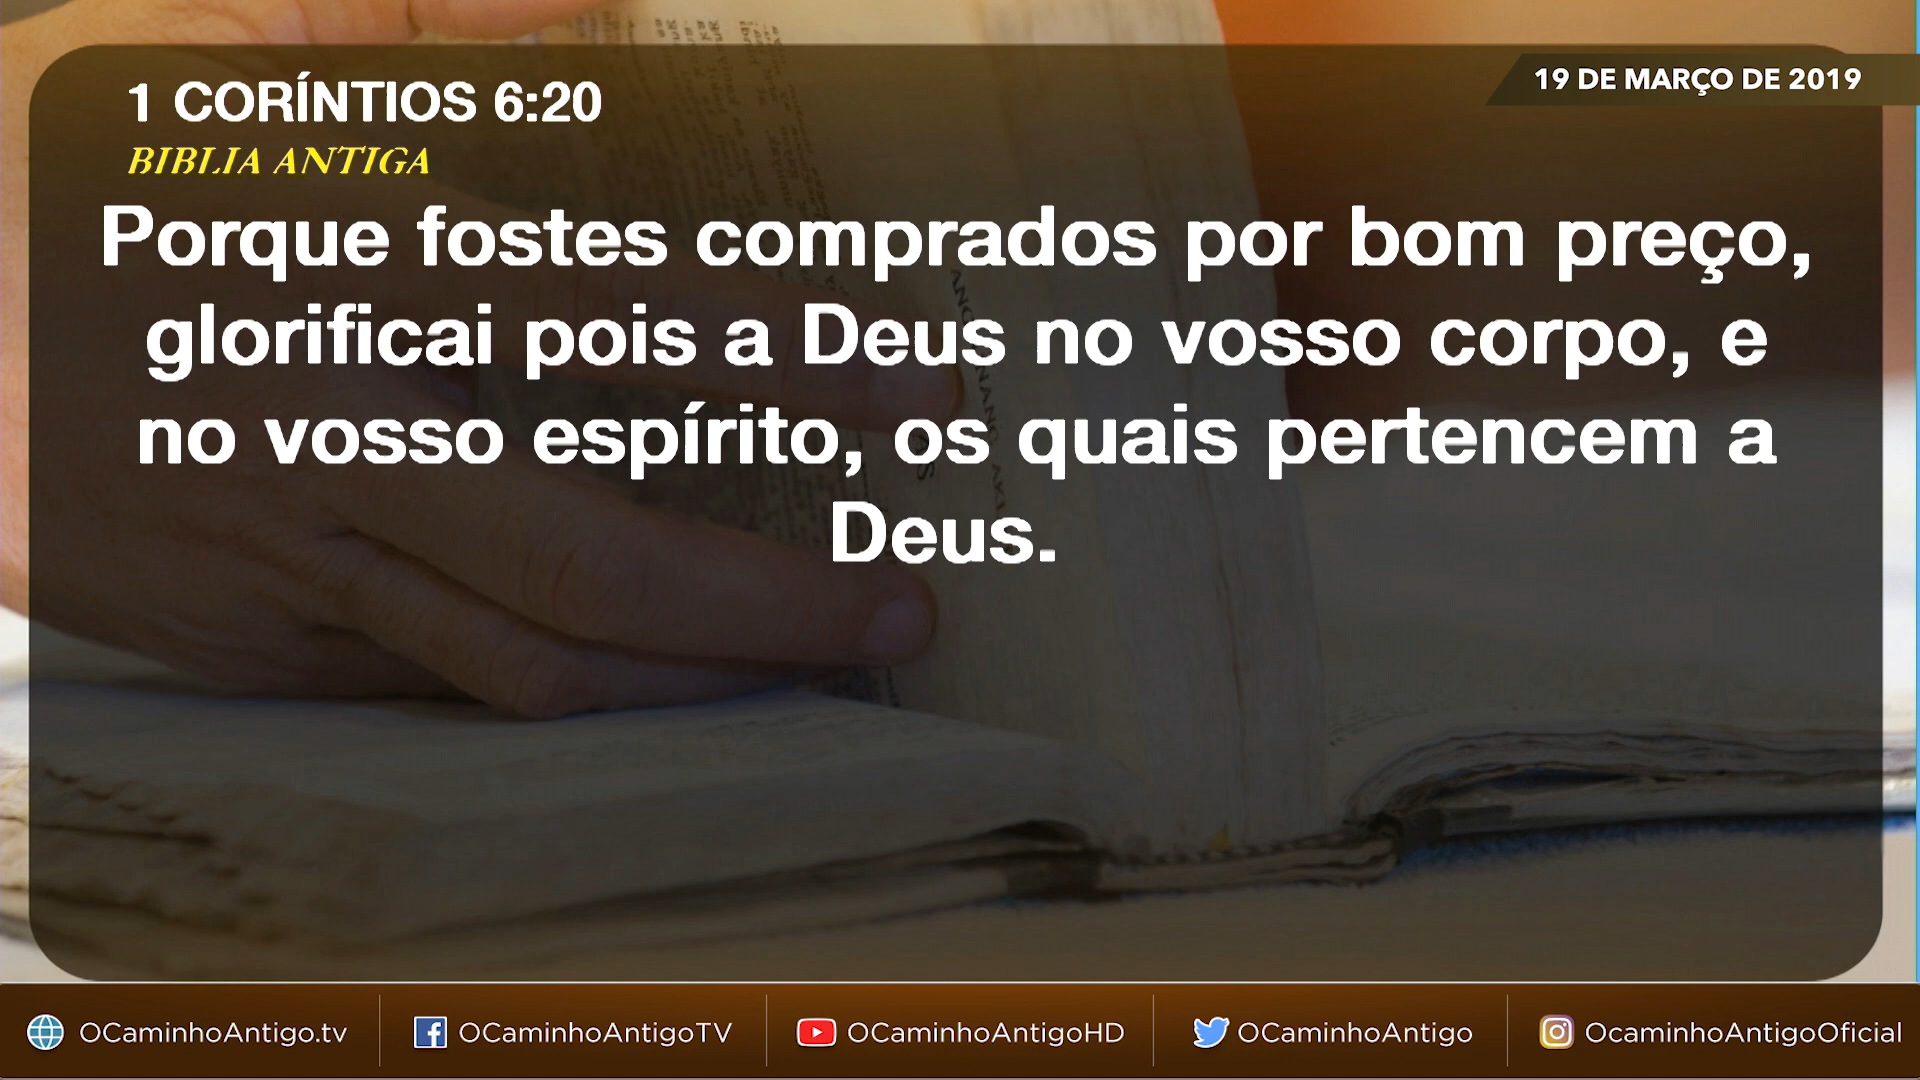 1 CORÍNTIOS 6:20
19 DE MARÇO DE 2019
BIBLIA ANTIGA
Porque fostes comprados por bom preço,
glorificai pois a Deus no vosso corpo, e
no vosso espírito, os quais pertencem a
Deus.
OCaminhoAntigo.tv
OCaminhoAntigoTV
OCaminhoAntigoHD
OCaminhoAntigo
OcaminhoAntigoOficial